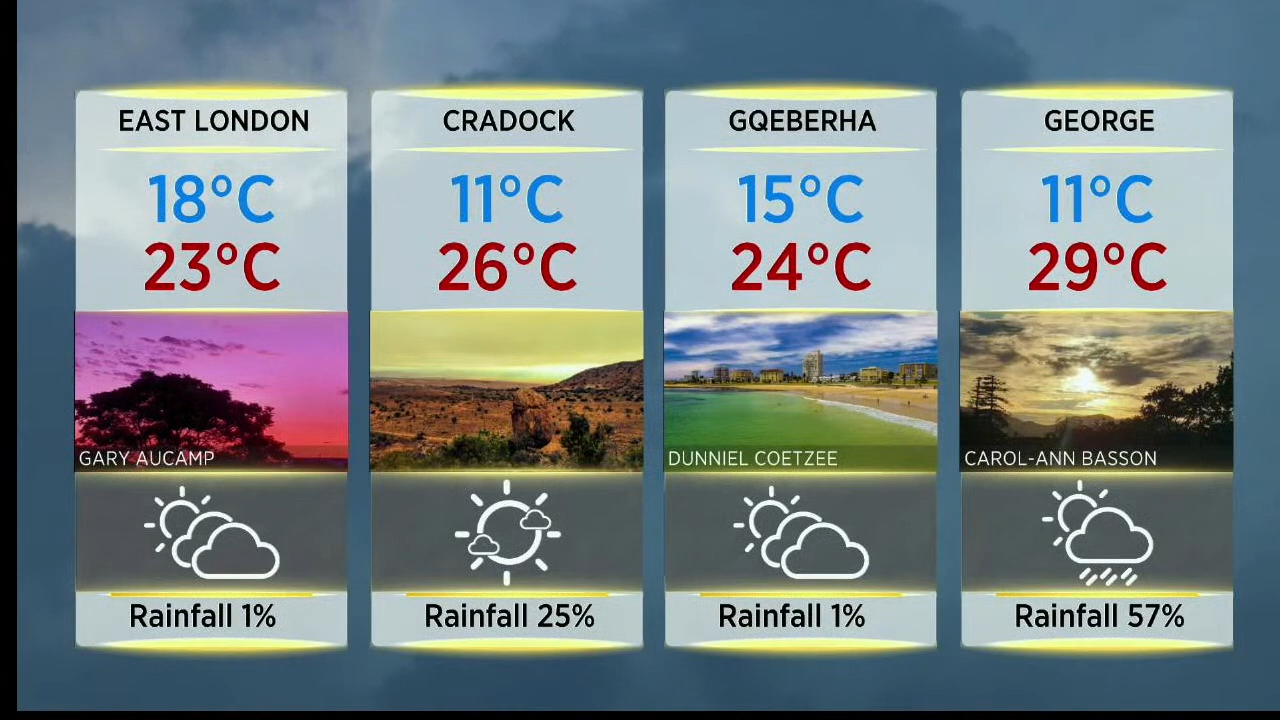 EAST LONDON
18°C
23°C
GARY AUCAMP
Rainfall 1%
CRADOCK
11°C
26°C
Rainfall 25%
GQEBERHA
15°C
24°C
DUNNIEL COETZEE
Rainfall 1%
GEORGE
11°C
29°C
CAROL-ANN BASSON
Rainfall 57%